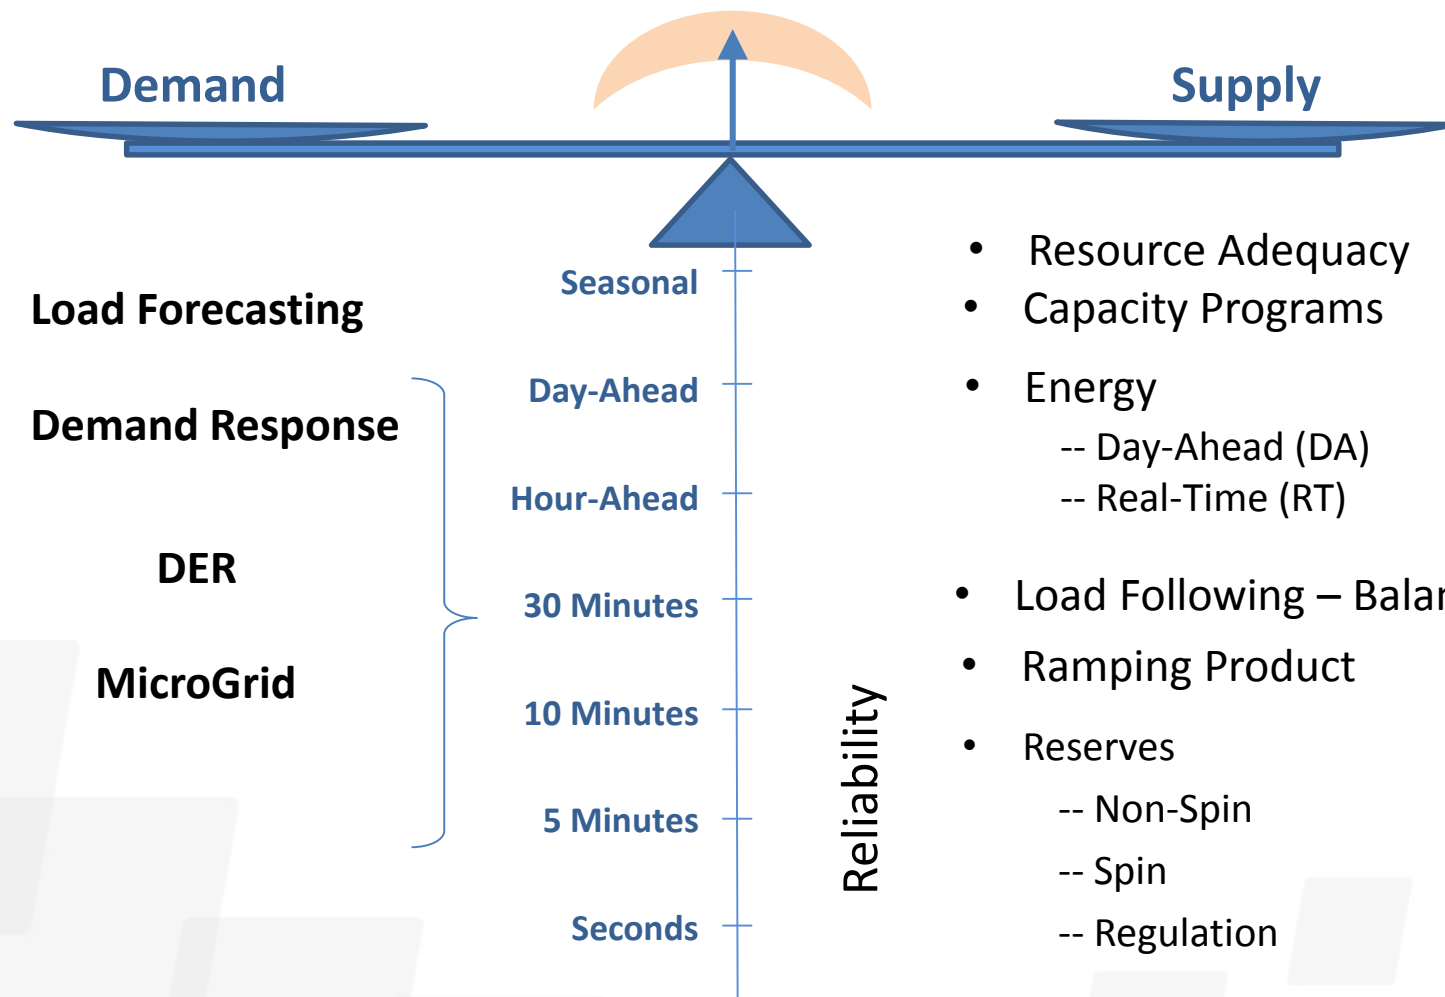 Demand
Supply
Load Forecasting
Demand Response
DER
MicroGrid
Seasonal
Day-Ahead
Hour-Ahead
30 Minutes
10 Minutes
5 Minutes
Seconds
Reliability
• Resource Adequacy
• Capacity Programs
• Energy
-- Day-Ahead (DA)
-- Real-Time (RT)
• Load Following –
• Ramping Product
• Reserves
-- Non-Spin
-- Spin
-- Regulation